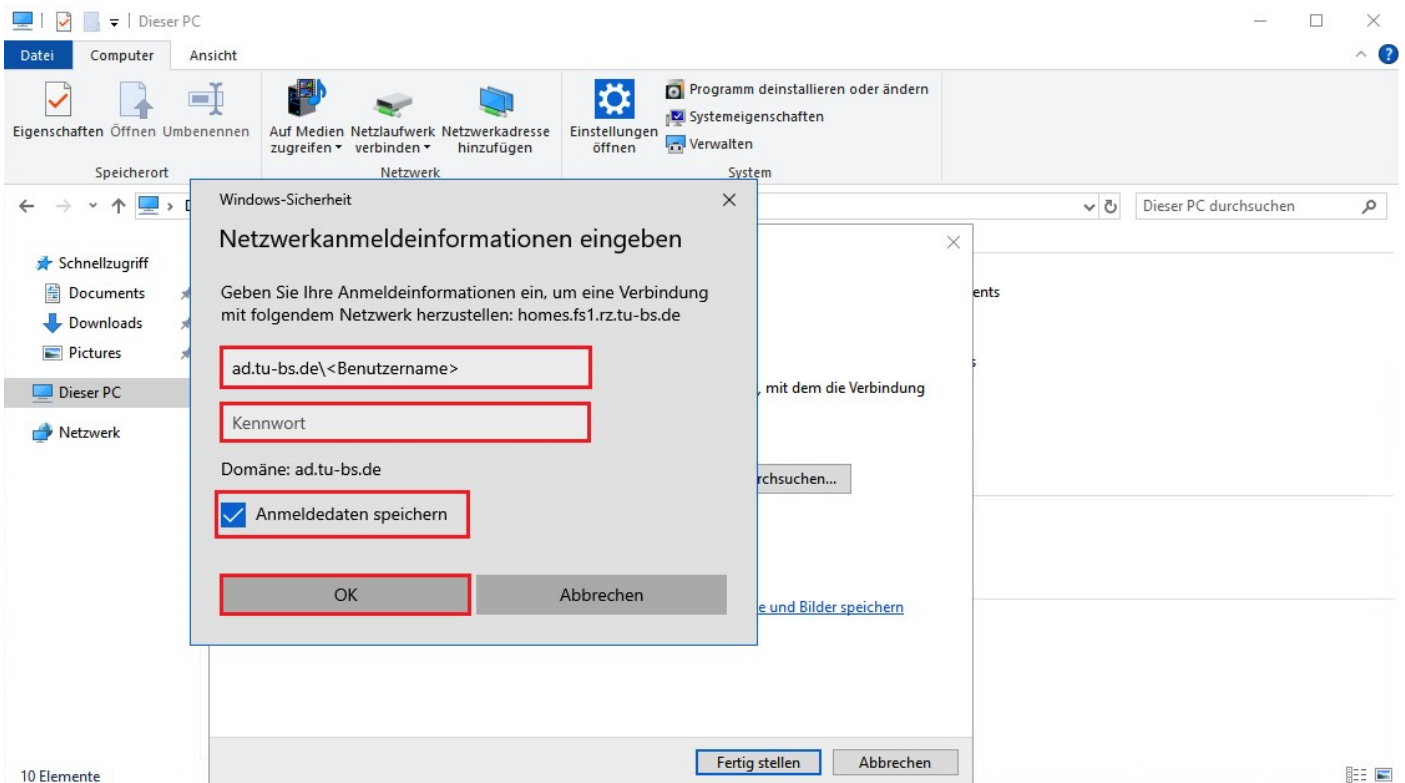 Dieser PC
Datei Computer Ansicht
Eigenschaften Öffnen Umbenennen
Auf Medien zugreifen
Netzlaufwerk verbinden
Netzwerkadresse hinzufügen
Einstellungen öffnen
Programm deinstallieren oder ändern
Systemeigenschaften
Verwalten
Speicherort
Netzwerk
System
Dieser PC durchsuchen
Schnellzugriff
Documents
Downloads
Pictures
Dieser PC
Netzwerk
Windows-Sicherheit
Netzwerkanmeldeinformationen eingeben
Geben Sie Ihre Anmeldeinformationen ein, um eine Verbindung
mit folgendem Netzwerk herzustellen: homes.fs1.rz.tu-bs.de
ad.tu-bs.de\<Benutzername>
Kennwort
Domäne: ad.tu-bs.de
Anmeldedaten speichern
OK
Abbrechen
ents
, mit dem die Verbindung
rchsuchen...
e und Bilder speichern
Fertig stellen
Abbrechen
10 Elemente